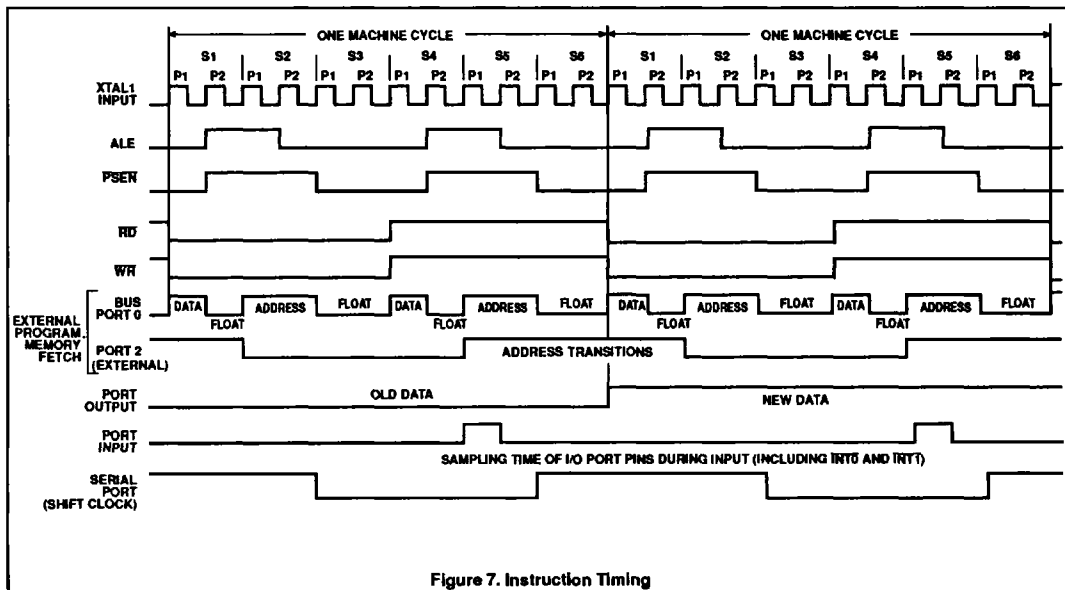 ONE MACHINE CYCLE ONE MACHINE CYCLE
S1 S2 S3 S4 S5 S6 S1 S2 S3 S4 S5 S6
P1 P2 P1 P2 P1 P2 P1 P2 P1 P2 P1 P2 P1 P2 P1 P2 P1 P2 P1 P2 P1 P2 P1 P2
XTAL1
INPUT
ALE
PSEN
RD
WR
BUS
PORT 0
DATA ADDRESS FLOAT DATA ADDRESS FLOAT DATA ADDRESS FLOAT DATA ADDRESS FLOAT
FLOAT FLOAT FLOAT FLOAT
EXTERNAL
PROGRAM
MEMORY
FETCH
PORT 2
(EXTERNAL)
ADDRESS TRANSITIONS
PORT
OUTPUT
OLD DATA NEW DATA
PORT
INPUT
SAMPLING TIME OF I/O PORT PINS DURING INPUT (INCLUDING INT0 AND INT1)
SERIAL
PORT
(SHIFT CLOCK)
Figure 7. Instruction Timing